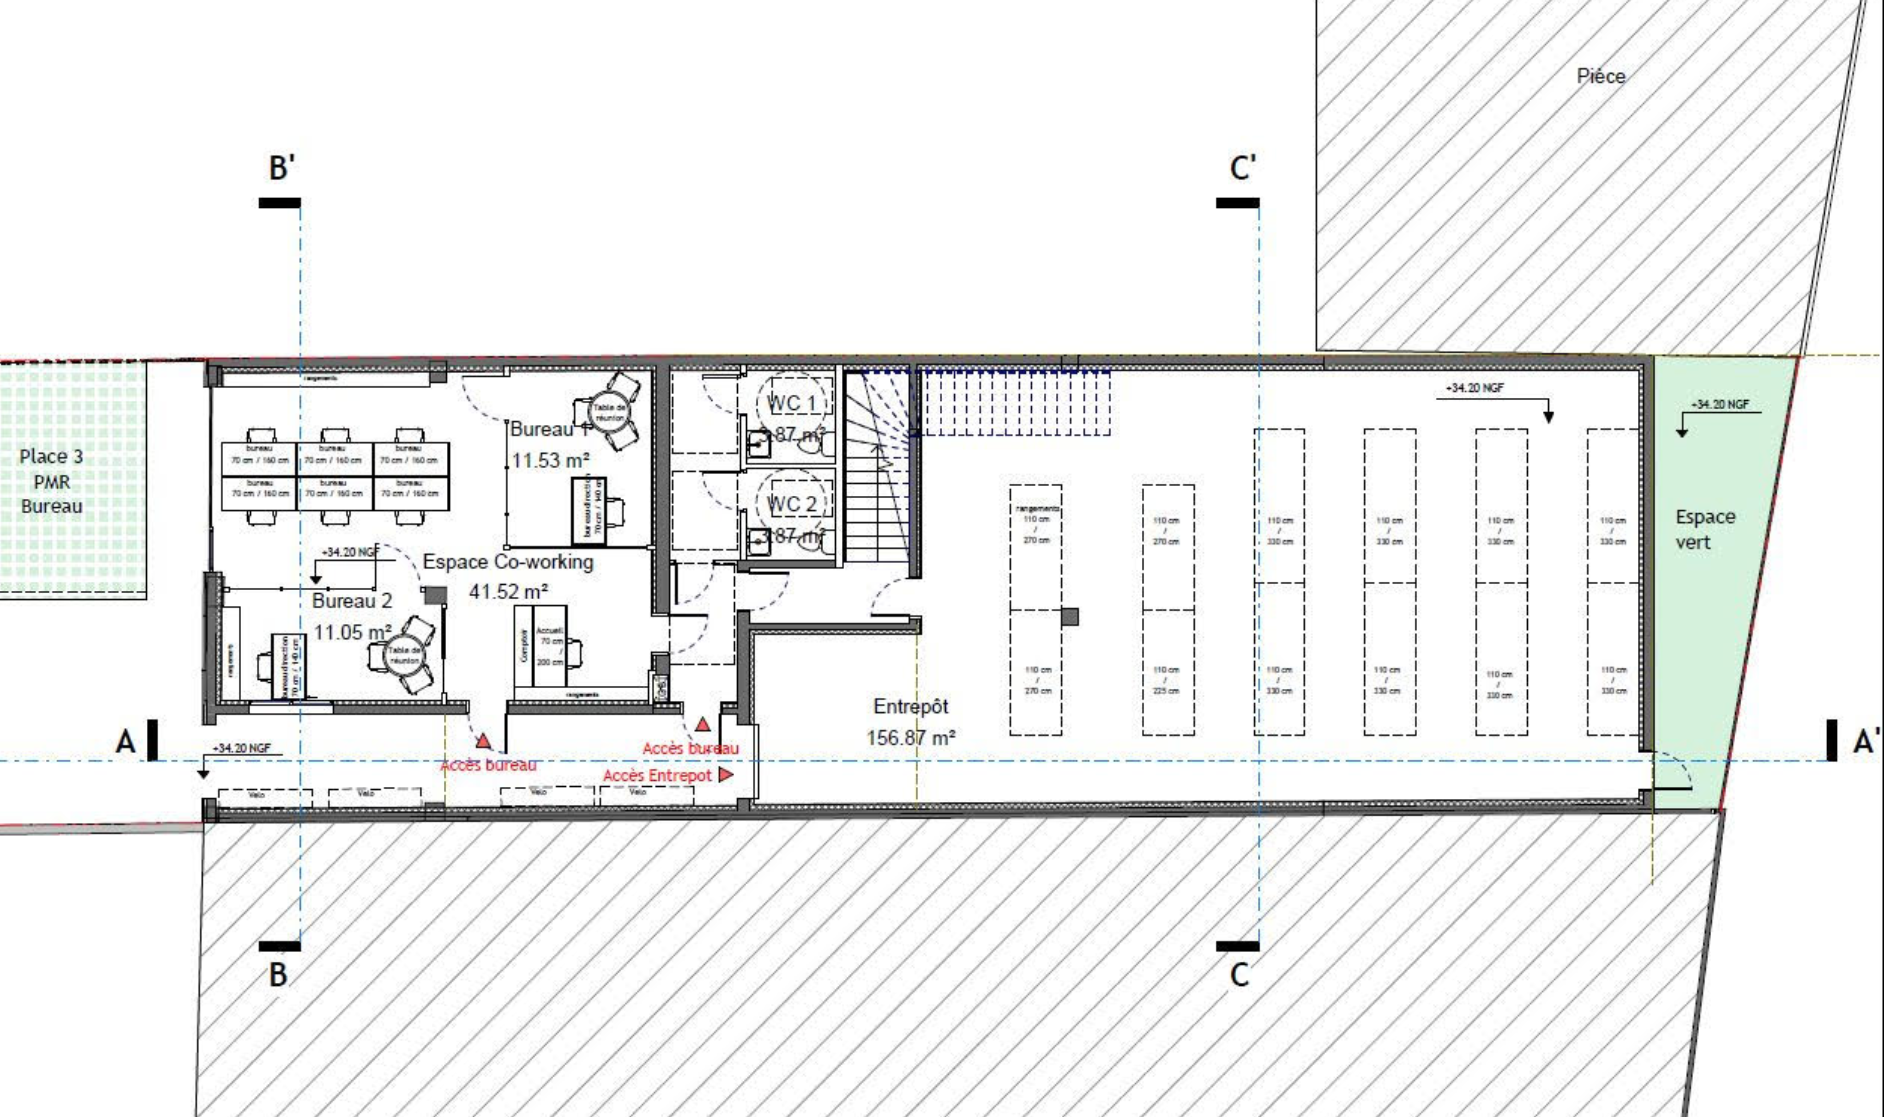 Pièce
B'
C'
rangements
+34.20 NGF
+34.20 NGF
Table de
réunion
WC 1
3.87 m²
Bureau 1
11.53 m²
bureau
70 cm / 160 cm
bureau
70 cm / 160 cm
bureau
70 cm / 160 cm
bureau
70 cm / 160 cm
bureau
70 cm / 160 cm
bureau
70 cm / 160 cm
Place 3
PMR
Bureau
bureau direction
70 cm / 140 cm
WC 2
3.87 m²
rangements
110 cm
/
270 cm
110 cm
/
270 cm
110 cm
/
330 cm
110 cm
/
330 cm
110 cm
/
330 cm
110 cm
/
330 cm
Espace
vert
+34.20 NGF
Espace Co-working
41.52 m²
Bureau 2
11.05 m²
rangements
bureau direction
70 cm / 140 cm
Table de
réunion
Comptoir
Accueil
70 cm
/
200 cm
rangements
110 cm
/
270 cm
110 cm
/
225 cm
110 cm
/
330 cm
110 cm
/
330 cm
110 cm
/
330 cm
110 cm
/
330 cm
Entrepôt
156.87 m²
A
A'
+34.20 NGF
Accès bureau
Accès bureau
Accès Entrepot
Velo
Velo
Velo
Velo
B
C